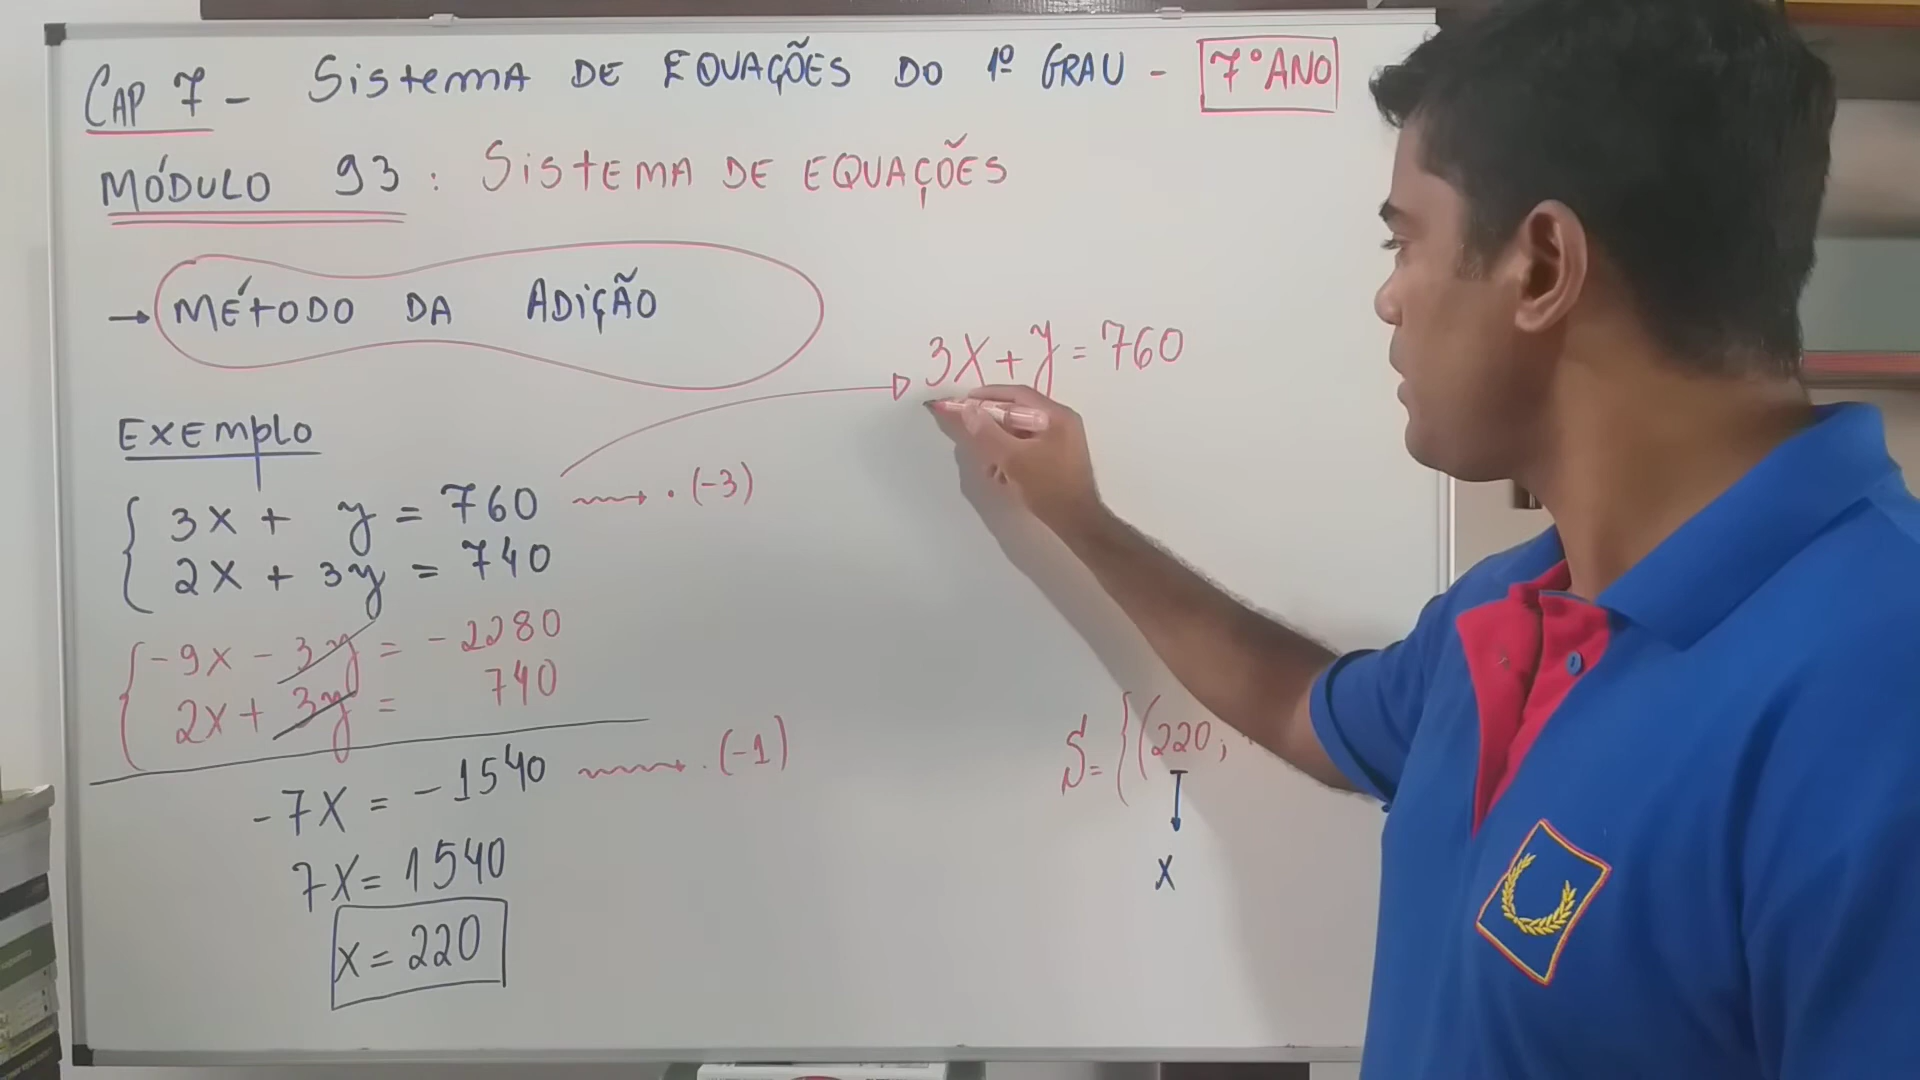 CAP 7 - SistemA DE EQUAÇÕES DO 1º GRAU - 7º ANO
MÓDULO 93: SISTEMA DE EQUAÇÕES
→ MÉTODO DA ADIÇÃO
3x + y = 760
EXEMPLO
3x + y = 760 → . (-3)
2x + 3y = 740
-9x - 3y = -2280
2x + 3y = 740
-7x = -1540 → . (-1)
7x = 1540
x = 220
S = {(220;
x